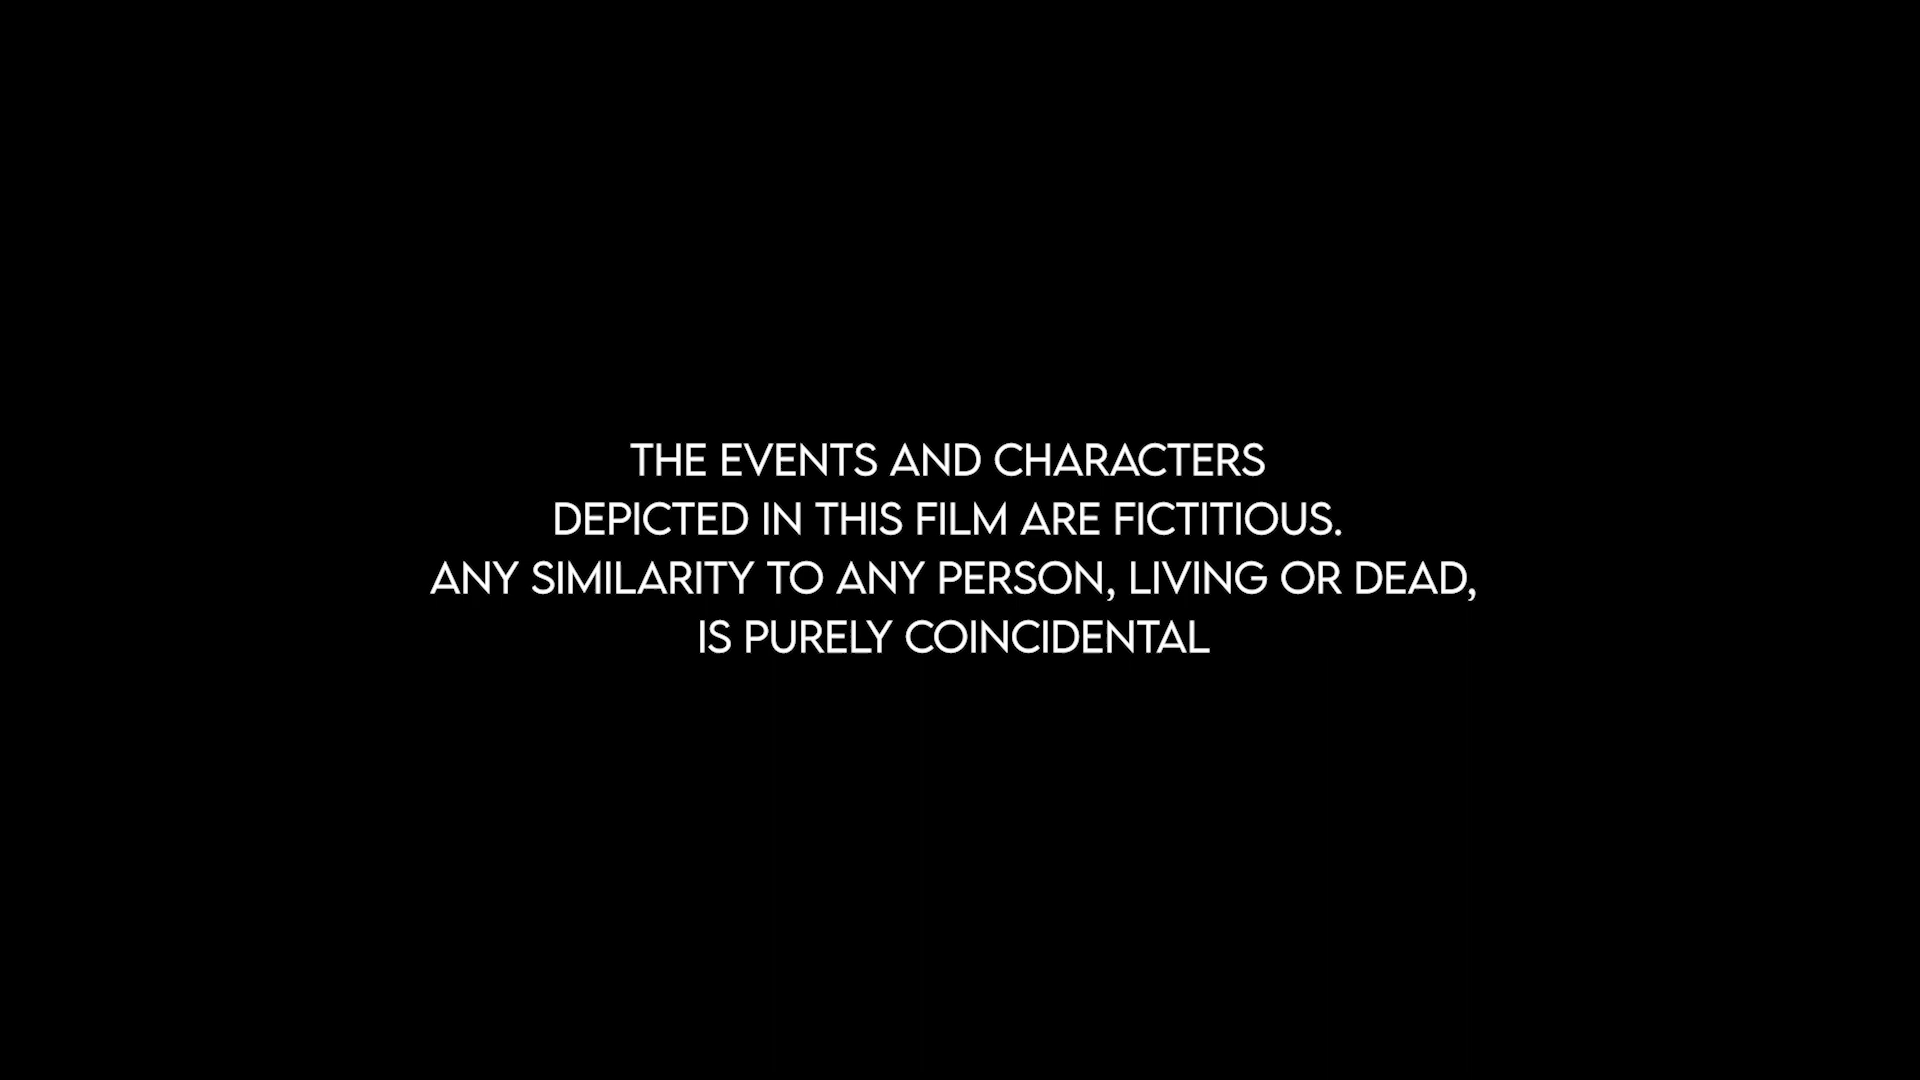 THE EVENTS AND CHARACTERS
DEPICTED IN THIS FILM ARE FICTITIOUS.
ANY SIMILARITY TO ANY PERSON, LIVING OR DEAD,
IS PURELY COINCIDENTAL